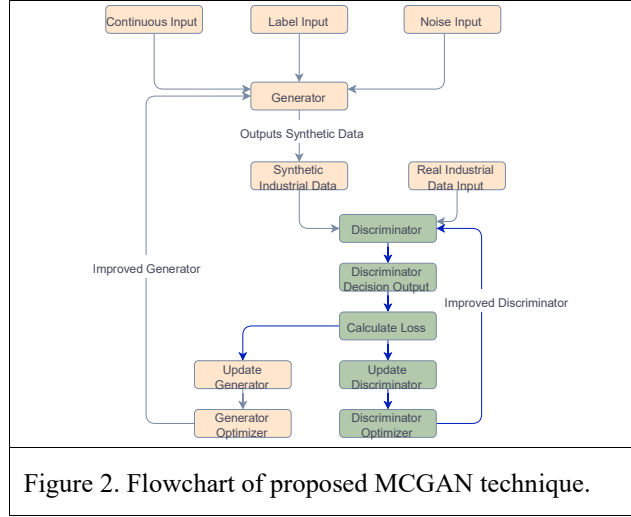 Continuous Input
Label Input
Noise Input
Generator
Outputs Synthetic Data
Synthetic
Industrial Data
Real Industrial
Data Input
Discriminator
Discriminator
Decision Output
Improved Generator
Improved Discriminator
Calculate Loss
Update
Generator
Update
Discriminator
Generator
Optimizer
Discriminator
Optimizer
Figure 2. Flowchart of proposed MCGAN technique.